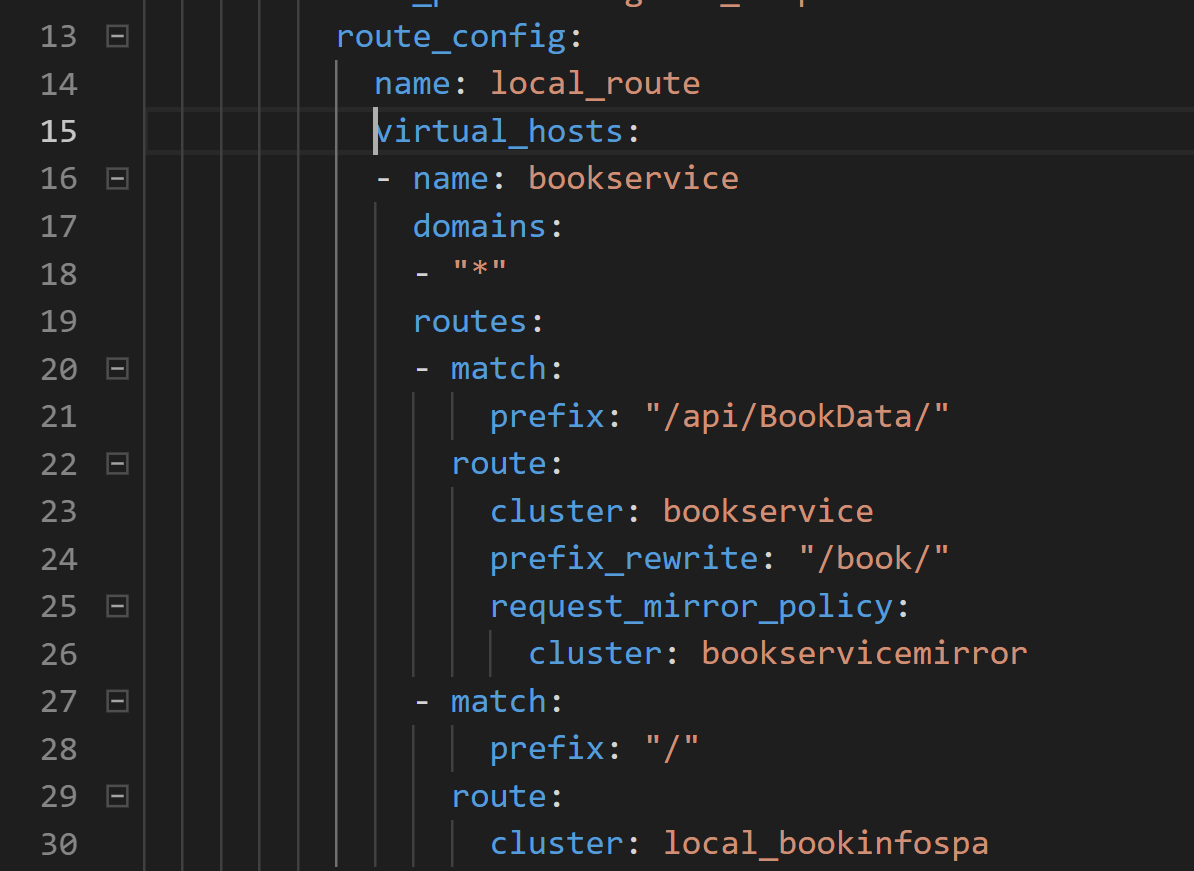 13 route_config:
14 name: local_route
15 virtual_hosts:
16 - name: bookservice
17 domains:
18 - "*"
19 routes:
20 - match:
21 prefix: "/api/BookData/"
22 route:
23 cluster: bookservice
24 prefix_rewrite: "/book/"
25 request_mirror_policy:
26 cluster: bookservicemirror
27 - match:
28 prefix: "/"
29 route:
30 cluster: local_bookinfospa